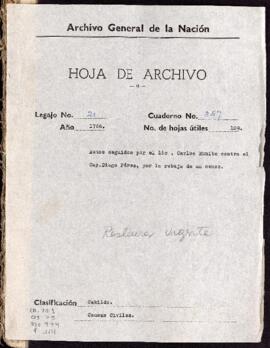 Archivo General de la Nación
HOJA DE ARCHIVO
Legajo No. 21 Cuaderno No. 357
Año 1766. No. de hojas útiles 109.
Autos seguidos por el lic. Carlos contra el
Cap. Diego Pérez, por la rebaja de un censo.
Restaurar urgente
Clasificación Cabildo.
Causas Civiles.